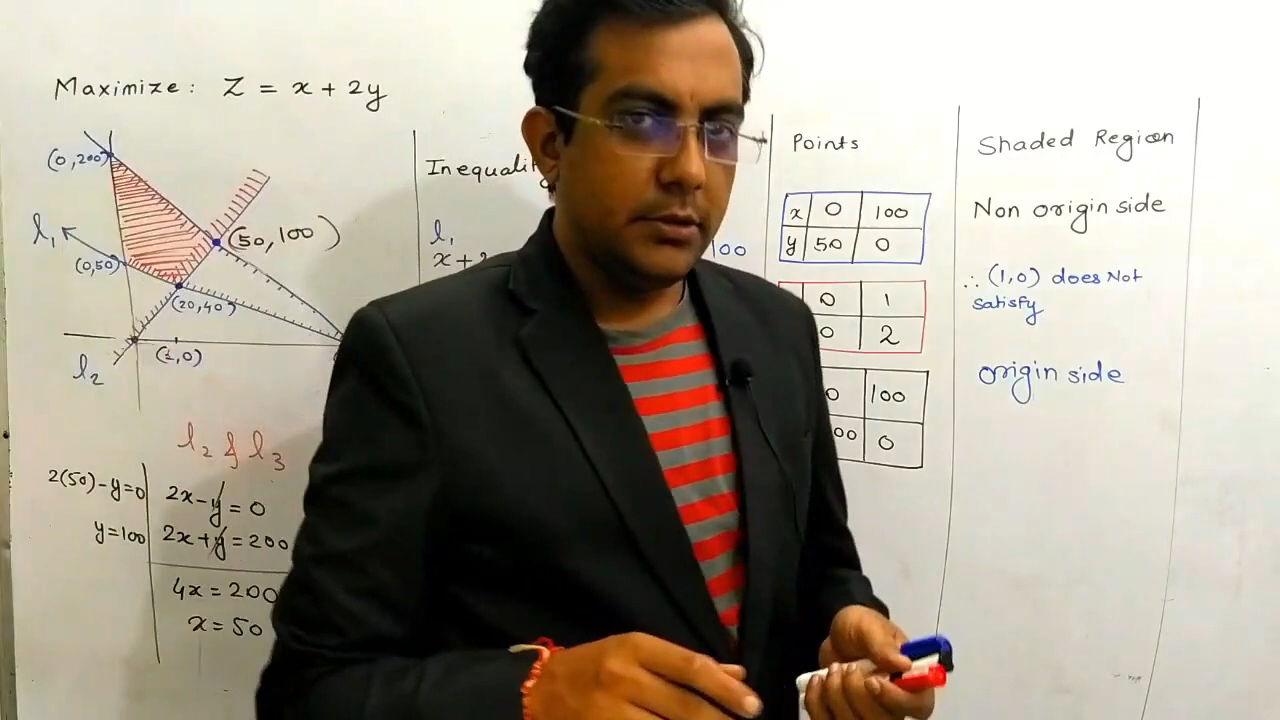 Maximize: Z = x + 2y
(0,200)
l₁
(50,100)
(0,50)
(20,40)
(1,0)
l₂
l₂ & l₃
2(50)-y=0
y=100
2x-y=0
2x+y=200
4x=200
x=50
l₁
100
Points
x 0 100
y 50 0
0 1
0 2
0 100
00 0
Shaded Region
Non origin side
∴ (1,0) does Not
satisfy
origin side